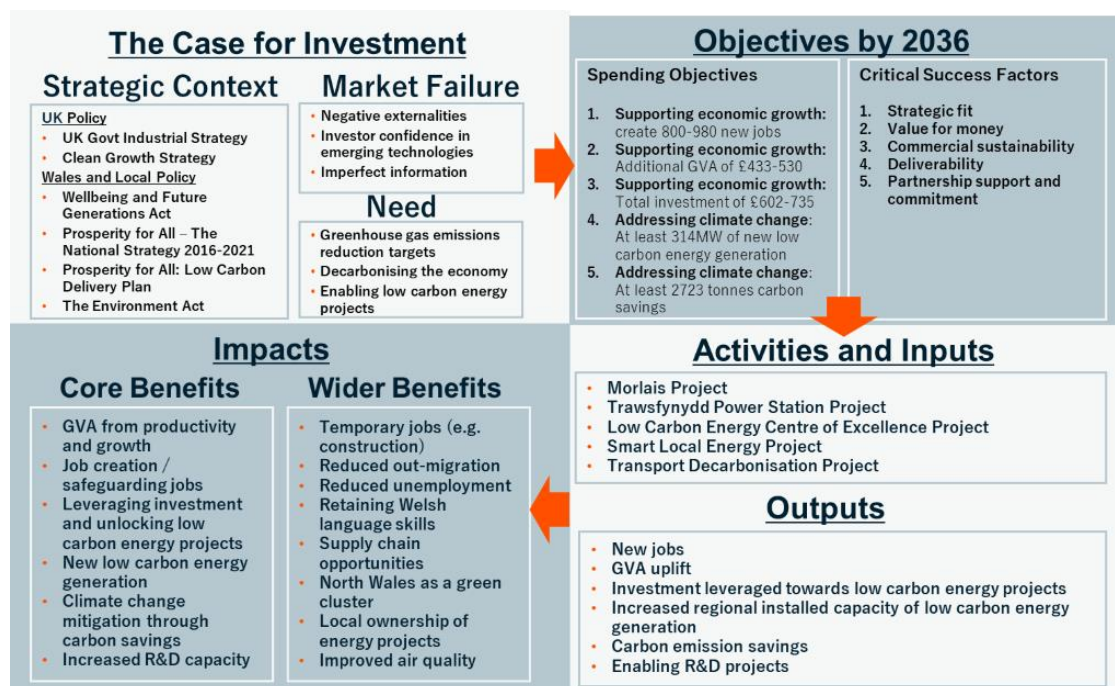 The Case for Investment
Strategic Context
UK Policy
• UK Govt Industrial Strategy
• Clean Growth Strategy
Wales and Local Policy
• Wellbeing and Future
Generations Act
• Prosperity for All – The
National Strategy 2016-2021
• Prosperity for All: Low Carbon
Delivery Plan
• The Environment Act
Market Failure
• Negative externalities
• Investor confidence in
emerging technologies
• Imperfect information
Need
• Greenhouse gas emissions
reduction targets
• Decarbonising the economy
• Enabling low carbon energy
projects
Objectives by 2036
Spending Objectives
1. Supporting economic growth:
create 800-980 new jobs
2. Supporting economic growth:
Additional GVA of £433-530
3. Supporting economic growth:
Total investment of £602-735
4. Addressing climate change:
At least 314MW of new low
carbon energy generation
5. Addressing climate change:
At least 2723 tonnes carbon
savings
Critical Success Factors
1. Strategic fit
2. Value for money
3. Commercial sustainability
4. Deliverability
5. Partnership support and
commitment
Activities and Inputs
• Morlais Project
• Trawsfynydd Power Station Project
• Low Carbon Energy Centre of Excellence Project
• Smart Local Energy Project
• Transport Decarbonisation Project
Outputs
• New jobs
• GVA uplift
• Investment leveraged towards low carbon energy projects
• Increased regional installed capacity of low carbon energy
generation
• Carbon emission savings
• Enabling R&D projects
Impacts
Core Benefits
• GVA from productivity
and growth
• Job creation /
safeguarding jobs
• Leveraging investment
and unlocking low
carbon energy projects
• New low carbon energy
generation
• Climate change
mitigation through
carbon savings
• Increased R&D capacity
Wider Benefits
• Temporary jobs (e.g.
construction)
• Reduced out-migration
• Reduced unemployment
• Retaining Welsh
language skills
• Supply chain
opportunities
• North Wales as a green
cluster
• Local ownership of
energy projects
• Improved air quality